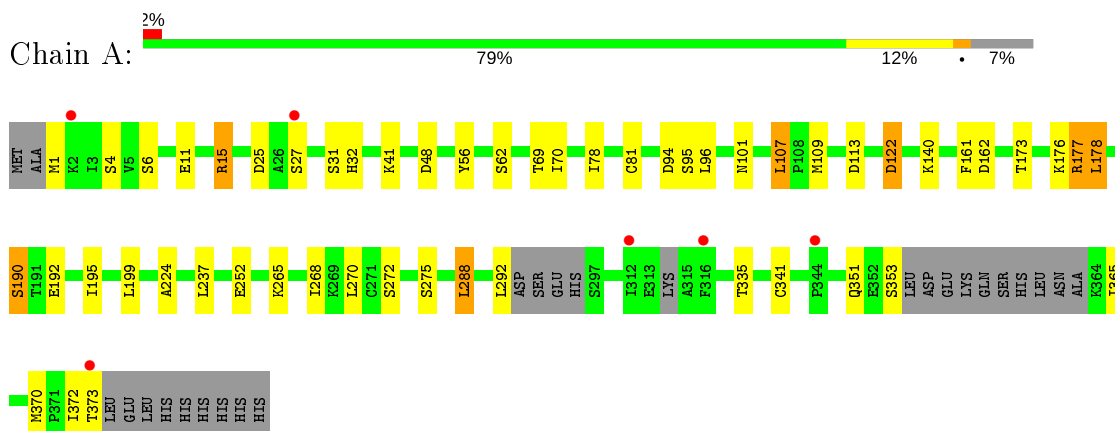 2%
Chain A:
79% 12% • 7%
MET ALA M1 K2 I3 S4 V5 S6 E11 R15 D25 A26 S27 S31 H32 K41 D48 Y56 S62 T69 I70 I78 C81 D94 S95 L96 N101 L107 P108 M109 D113 D122 K140 F161 D162 T173 K176 R177 L178
S190 T191 E192 I195 L199 A224 L237 E252 K265 I268 K269 L270 C271 S272 S275 L288 L292 ASP SER GLU HIS S297 I312 E313 LYS A315 F316 T335 C341 P344 Q351 E352 S353 LEU ASP GLU LYS GLN SER HIS LEU ASN ALA K364 I365
M370 P371 I372 T373 LEU GLU LEU HIS HIS HIS HIS HIS HIS